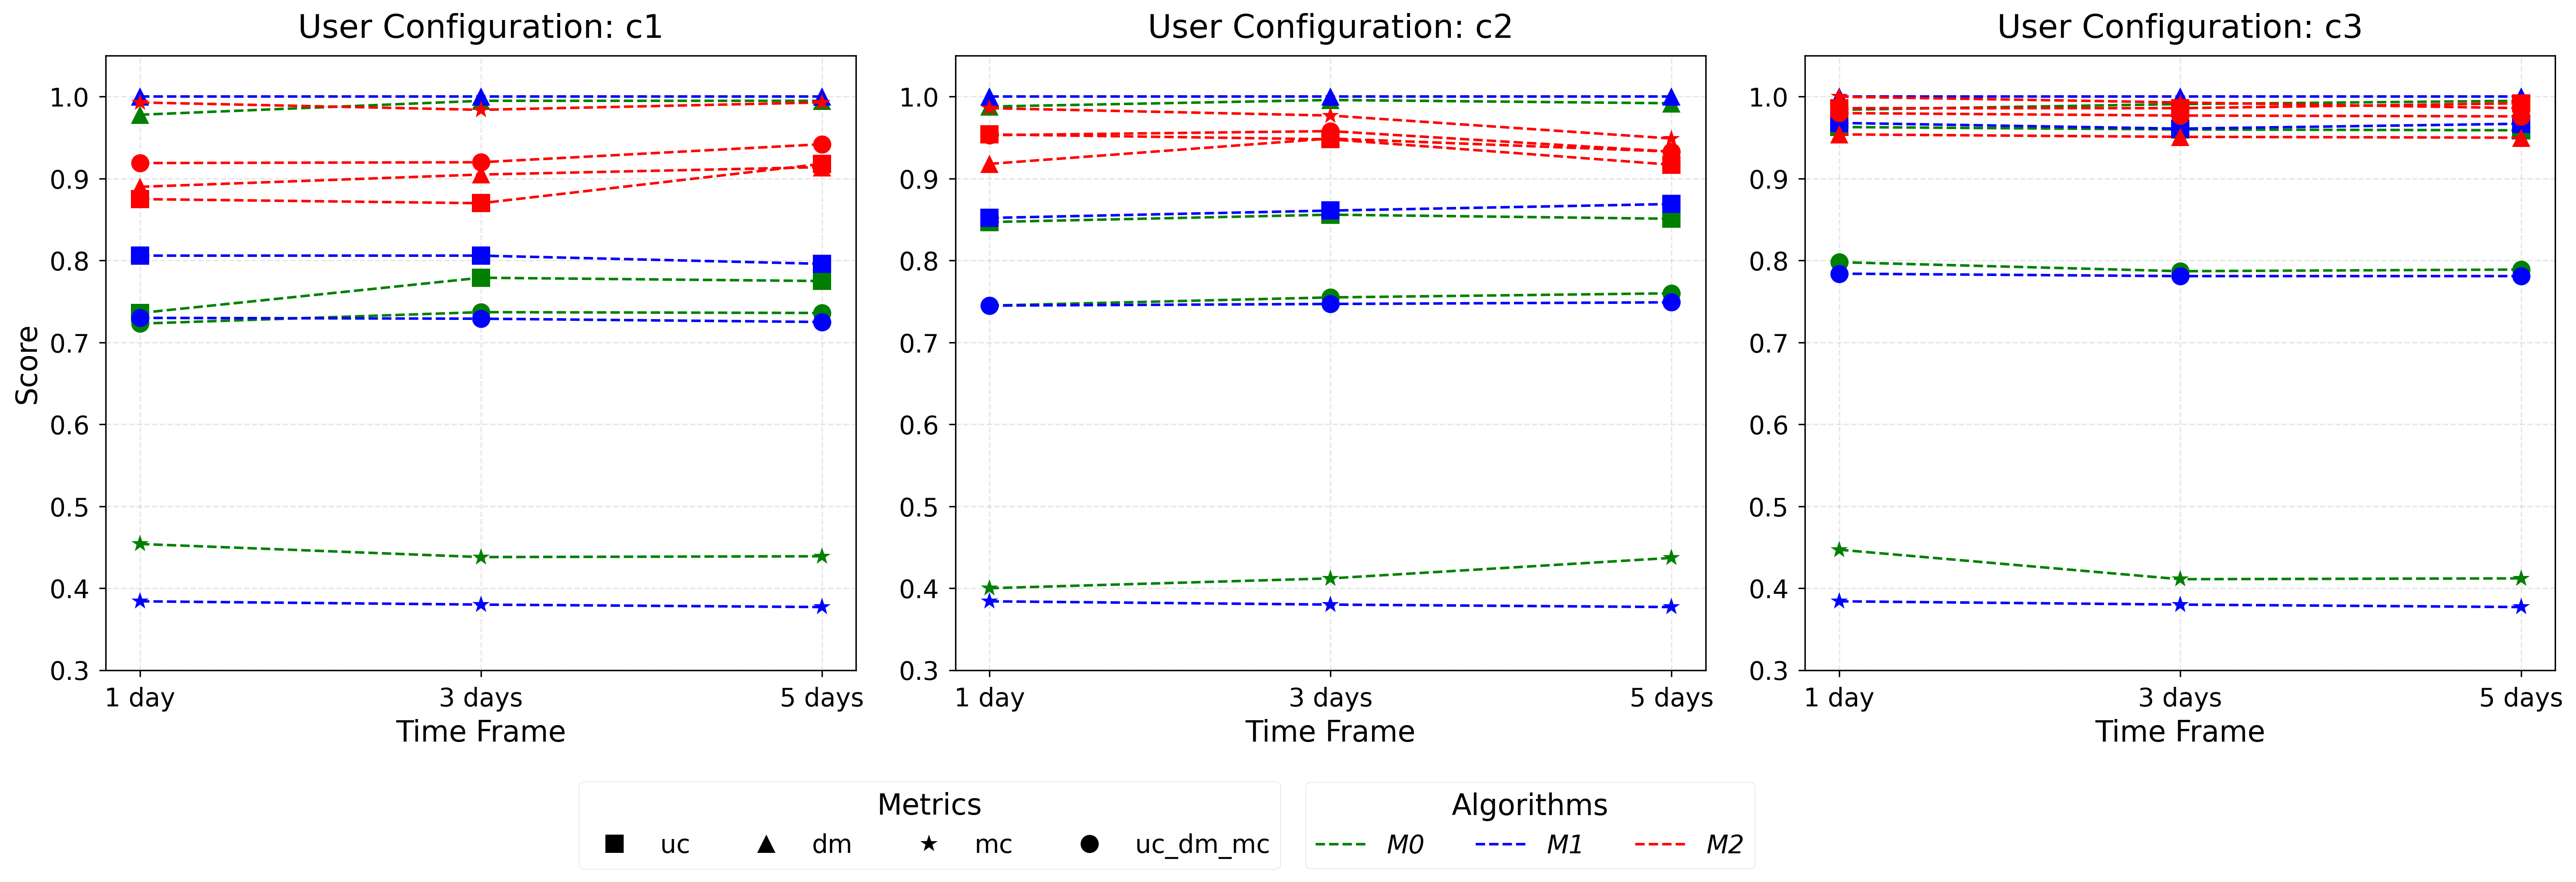 User Configuration: c1
User Configuration: c2
User Configuration: c3
Score
1.0
0.9
0.8
0.7
0.6
0.5
0.4
0.3
1 day
3 days
5 days
Time Frame
1.0
0.9
0.8
0.7
0.6
0.5
0.4
0.3
1 day
3 days
5 days
Time Frame
1.0
0.9
0.8
0.7
0.6
0.5
0.4
0.3
1 day
3 days
5 days
Time Frame
Metrics
uc
dm
mc
uc_dm_mc
Algorithms
M0
M1
M2